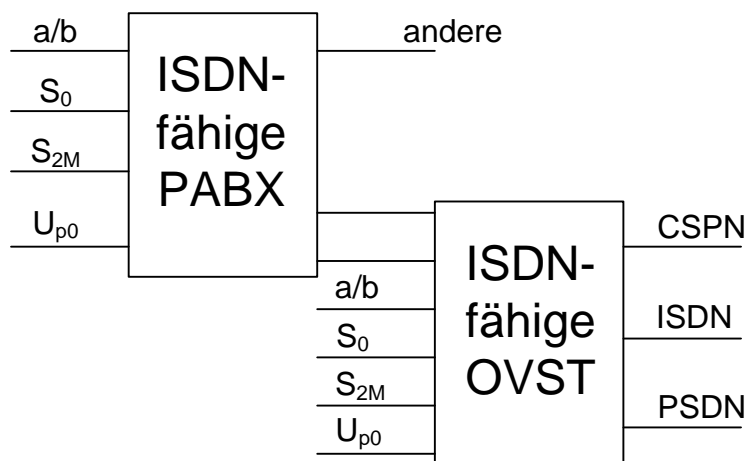 a/b
S₀
S₂M
Uₚ₀
ISDN-
fähige
PABX
andere
a/b
S₀
S₂M
Uₚ₀
ISDN-
fähige
OVST
CSPN
ISDN
PSDN